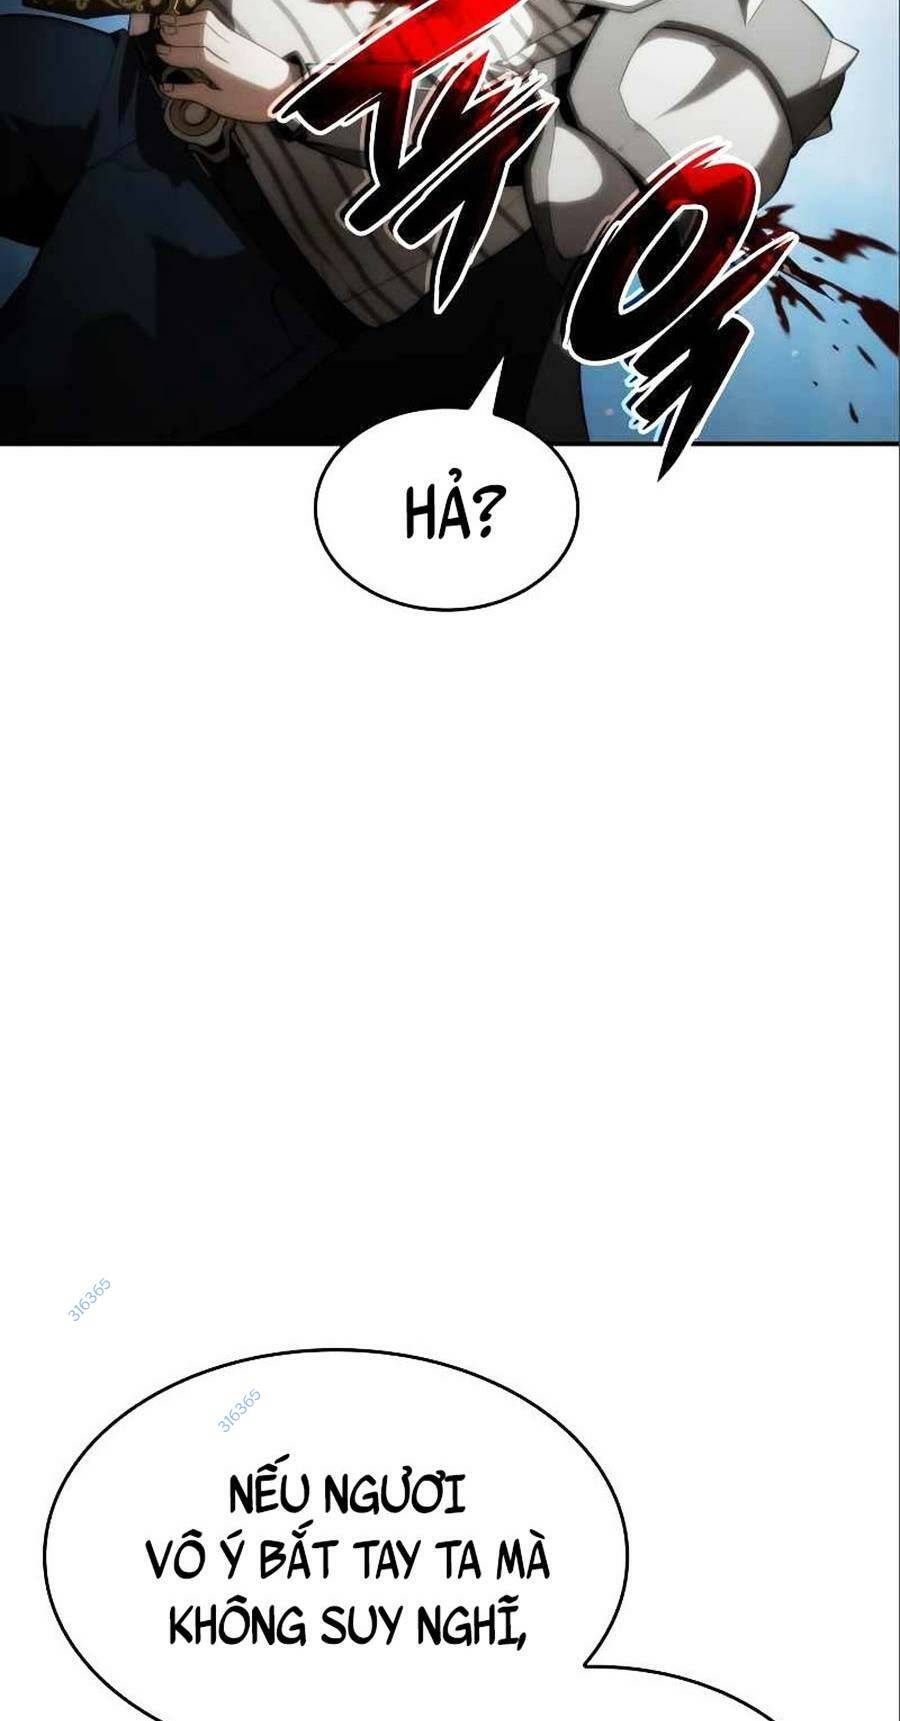 HẢ?
316365
316365
NẾU NGƯƠI
VÔ Ý BẮT TAY TA MÀ
KHÔNG SUY NGHĨ,